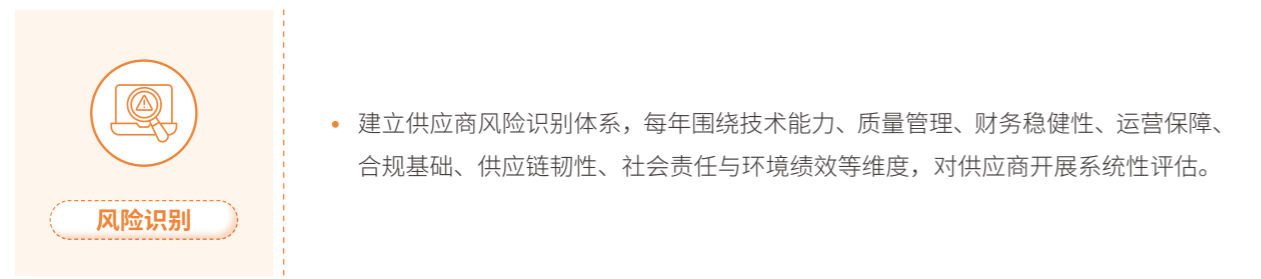 风险识别
• 建立供应商风险识别体系，每年围绕技术能力、质量管理、财务稳健性、运营保障、
合规基础、供应链韧性、社会责任与环境绩效等维度，对供应商开展系统性评估。